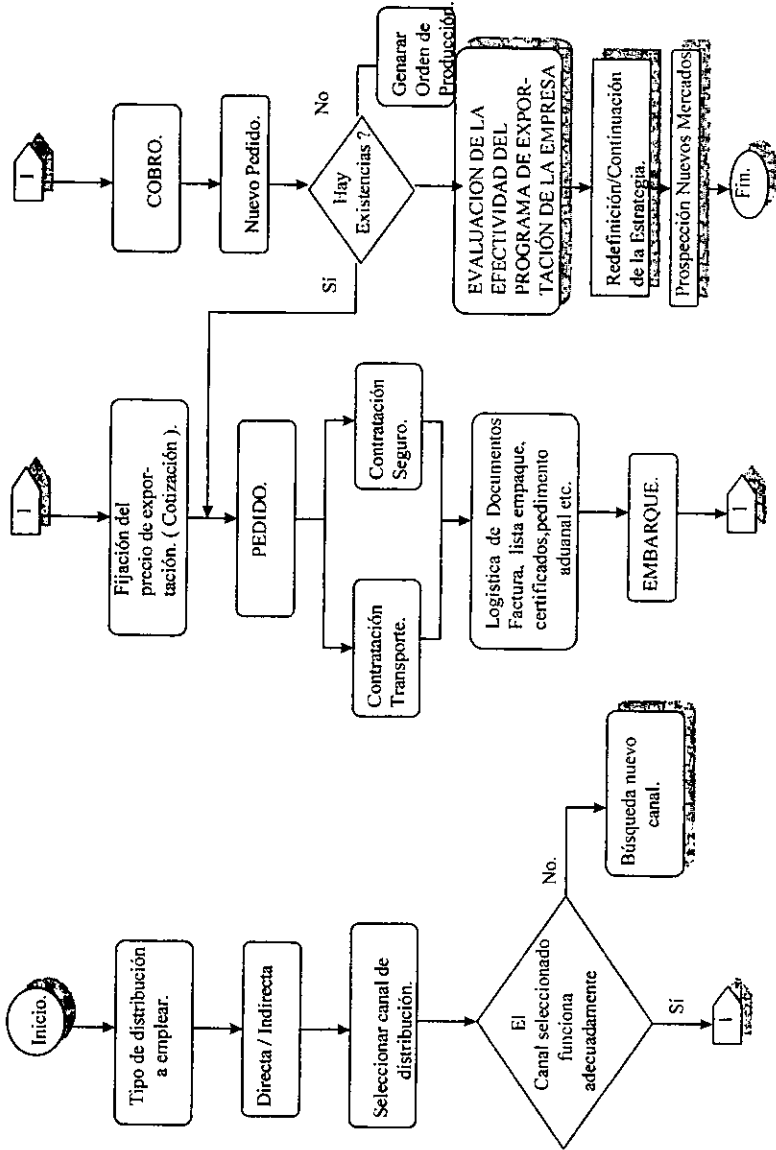 Inicio.
Tipo de distribución
a emplear.
Directa / Indirecta
Seleccionar canal de
distribución.
El
Canal seleccionado
funciona
adecuadamente
No.
Búsqueda nuevo
canal.
Sí
1
1
Fijación del
precio de expor-
tación. ( Cotización ).
PEDIDO.
Contratación
Transporte.
Contratación
Seguro.
Logística de Documentos
Factura, lista empaque,
certificados,pedimento
aduanal etc.
EMBARQUE.
1
1
COBRO.
Nuevo Pedido.
Hay
Existencias ?
Sí
No
Genarar
Orden de
Producción.
EVALUACION DE LA
EFECTIVIDAD DEL
PROGRAMA DE EXPOR-
TACIÓN DE LA EMPRESA
Redefinición/Continuación
de la Estrategia.
Prospección Nuevos Mercados
Fin.